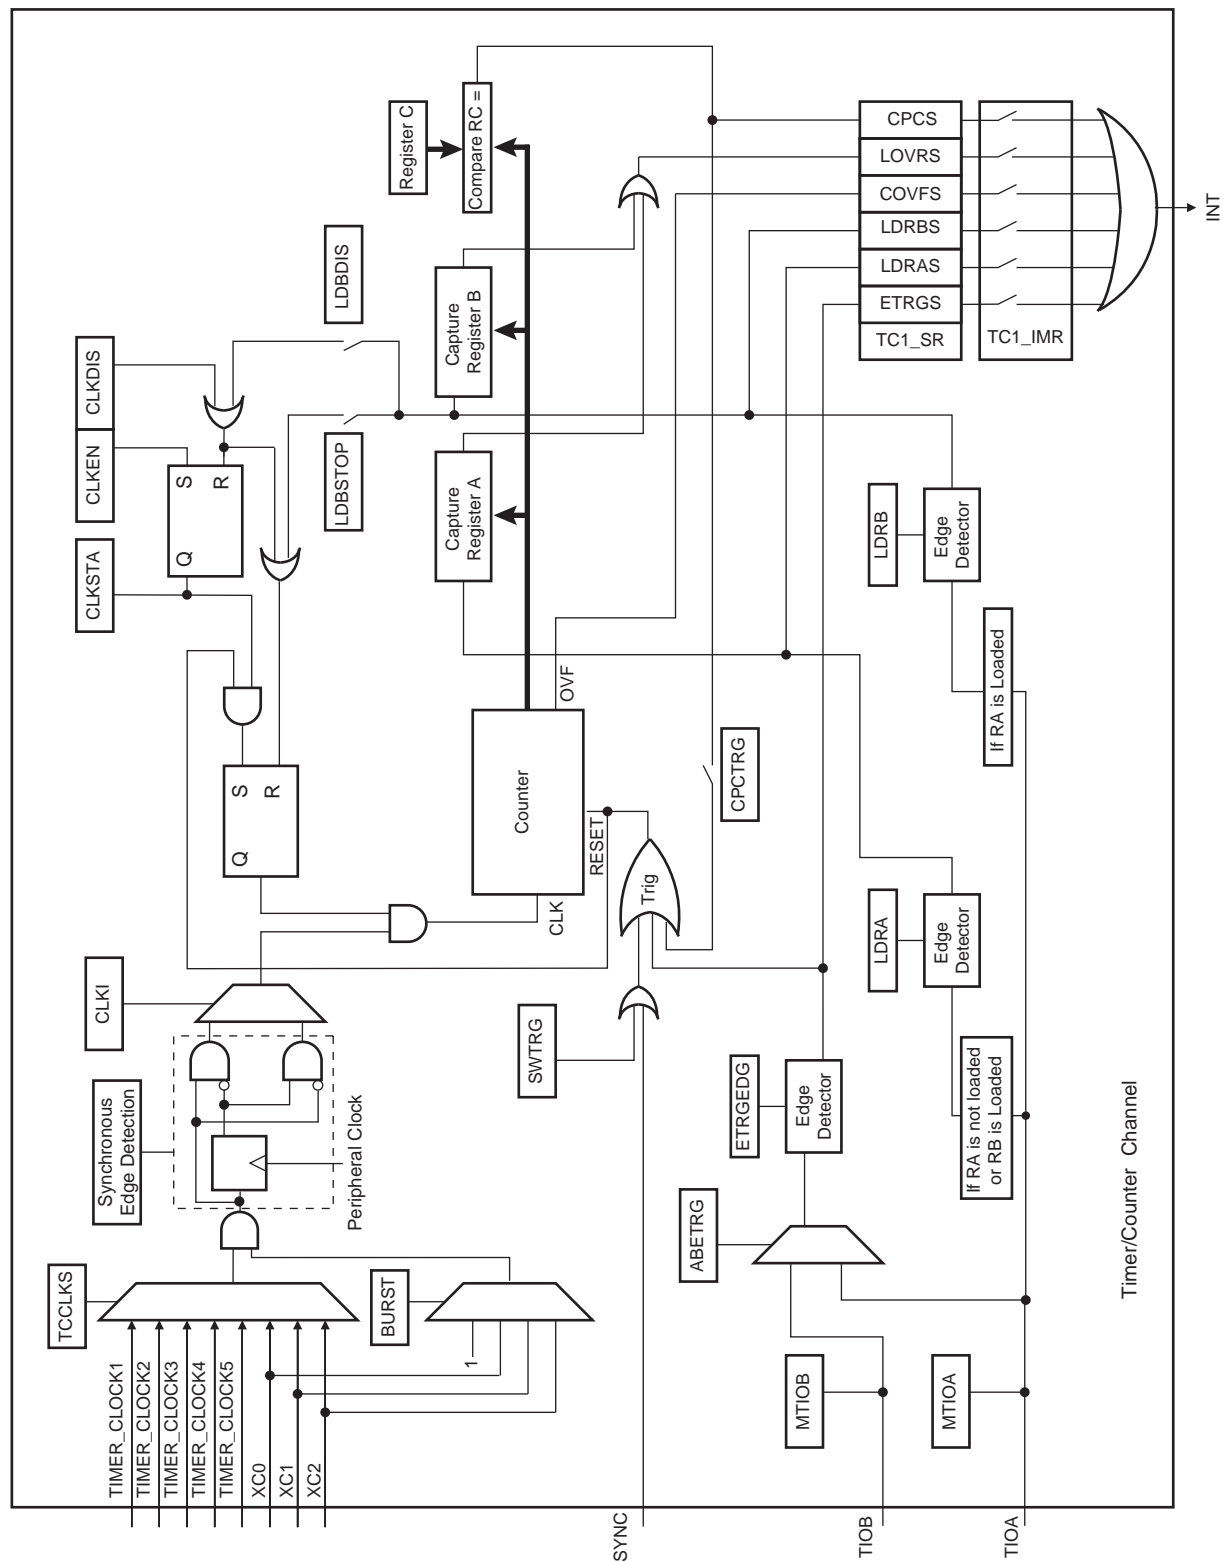 TCCLKS
TIMER_CLOCK1
TIMER_CLOCK2
TIMER_CLOCK3
TIMER_CLOCK4
TIMER_CLOCK5
XC0
XC1
XC2
BURST
1
Synchronous
Edge Detection
Peripheral Clock
CLKI
CLKSTA
CLKEN
CLKDIS
Q
S
R
Q
S
R
LDBSTOP
LDBDIS
Register C
Capture
Register A
Capture
Register B
Compare RC =
Counter
CLK
OVF
RESET
SWTRG
SYNC
Trig
CPCTRG
ABETRG
ETRGEDG
Edge
Detector
MTIOB
TIOB
MTIOA
TIOA
LDRA
Edge
Detector
If RA is not loaded
or RB is Loaded
LDRB
Edge
Detector
If RA is Loaded
CPCS
LOVRS
COVFS
LDRBS
LDRAS
ETRGS
TC1_SR
TC1_IMR
INT
Timer/Counter Channel